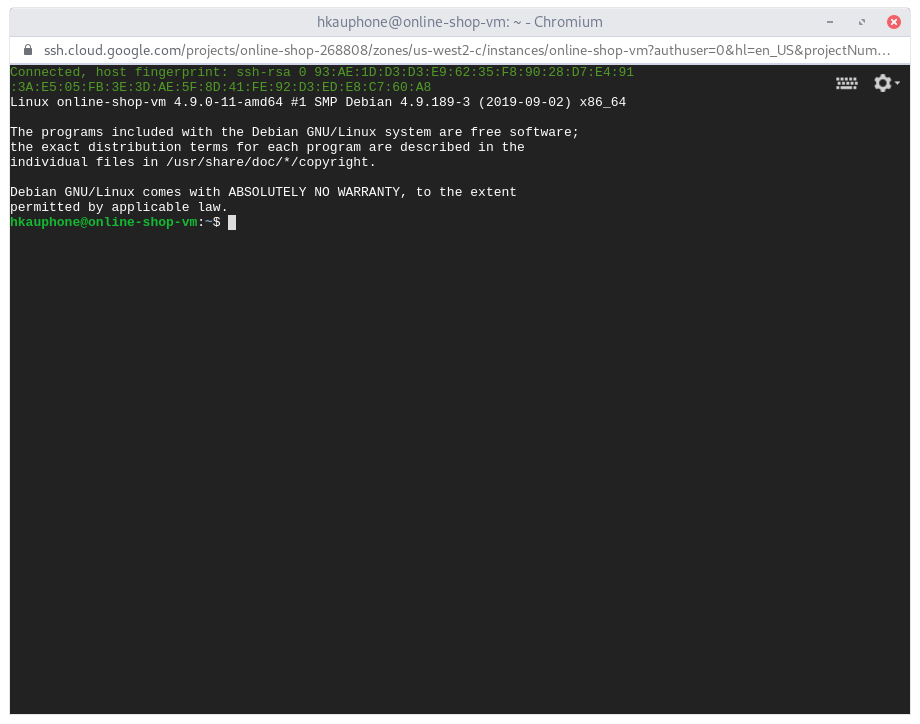 hkauphone@online-shop-vm: ~ - Chromium
ssh.cloud.google.com/projects/online-shop-268808/zones/us-west2-c/instances/online-shop-vm?authuser=0&hl=en_US&projectNum...
Connected, host fingerprint: ssh-rsa 0 93:AE:1D:D3:D3:E9:62:35:F8:90:28:D7:E4:91
:3A:E5:05:FB:3E:3D:AE:5F:8D:41:FE:92:D3:ED:E8:C7:60:A8
Linux online-shop-vm 4.9.0-11-amd64 #1 SMP Debian 4.9.189-3 (2019-09-02) x86_64
The programs included with the Debian GNU/Linux system are free software;
the exact distribution terms for each program are described in the
individual files in /usr/share/doc/*/copyright.
Debian GNU/Linux comes with ABSOLUTELY NO WARRANTY, to the extent
permitted by applicable law.
hkauphone@online-shop-vm:~$